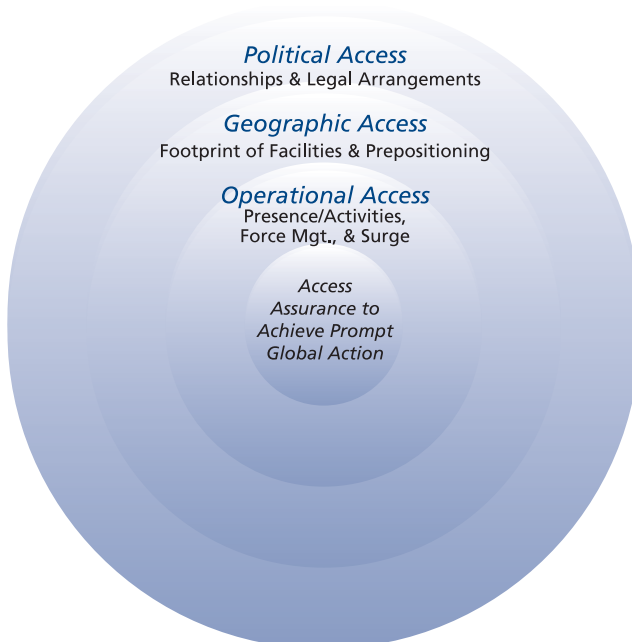 Political Access
Relationships & Legal Arrangements
Geographic Access
Footprint of Facilities & Prepositioning
Operational Access
Presence/Activities,
Force Mgt., & Surge
Access
Assurance to
Achieve Prompt
Global Action